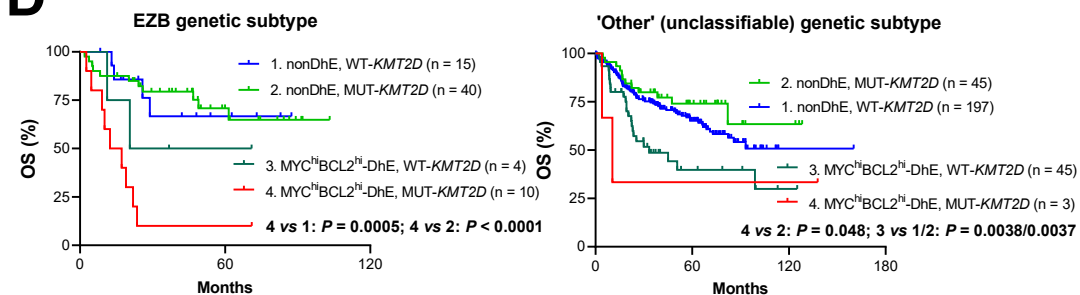 D
EZB genetic subtype
100
75
50
25
0
OS (%)
1. nonDhE, WT-KMT2D (n = 15)
2. nonDhE, MUT-KMT2D (n = 40)
3. MYChiBCL2hi-DhE, WT-KMT2D (n = 4)
4. MYChiBCL2hi-DhE, MUT-KMT2D (n = 10)
4 vs 1: P = 0.0005; 4 vs 2: P < 0.0001
0 60 120
Months
'Other' (unclassifiable) genetic subtype
100
75
50
25
0
OS (%)
2. nonDhE, MUT-KMT2D (n = 45)
1. nonDhE, WT-KMT2D (n = 197)
3. MYChiBCL2hi-DhE, WT-KMT2D (n = 45)
4. MYChiBCL2hi-DhE, MUT-KMT2D (n = 3)
4 vs 2: P = 0.048; 3 vs 1/2: P = 0.0038/0.0037
0 60 120 180
Months